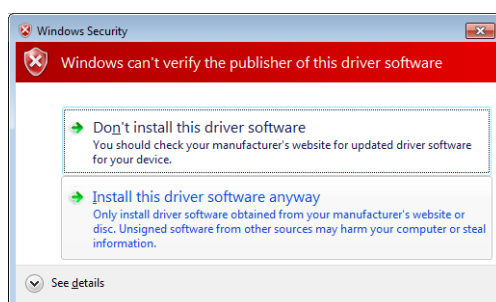 Windows Security
Windows can't verify the publisher of this driver software
Don't install this driver software
You should check your manufacturer's website for updated driver software
for your device.
Install this driver software anyway
Only install driver software obtained from your manufacturer's website or
disc. Unsigned software from other sources may harm your computer or steal
information.
See details